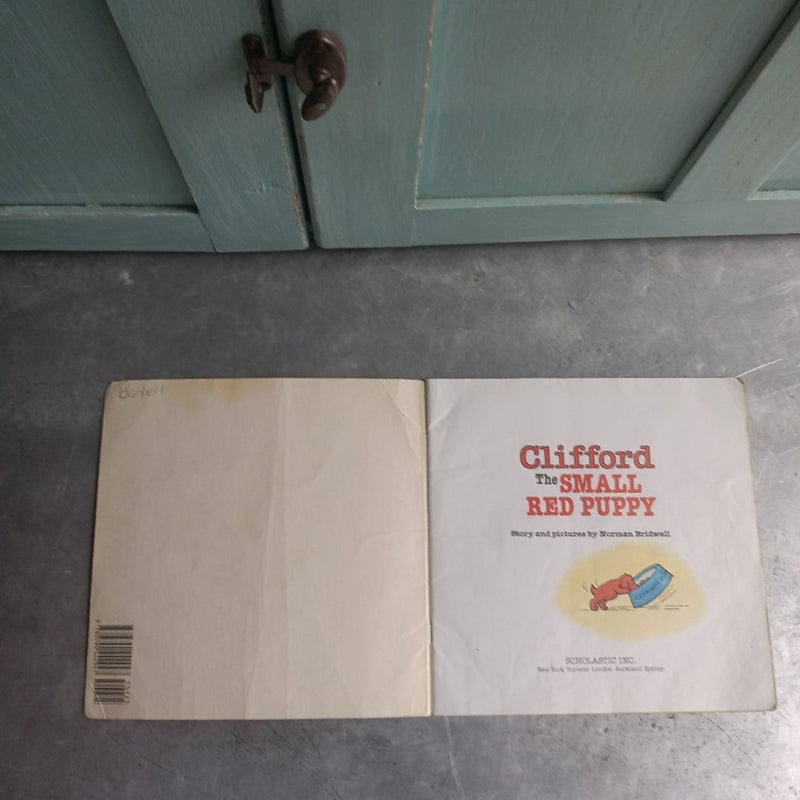 Clifford
The SMALL
RED PUPPY
Story and pictures by Norman Bridwell
SCHOLASTIC INC.
New York Toronto London Auckland Sydney